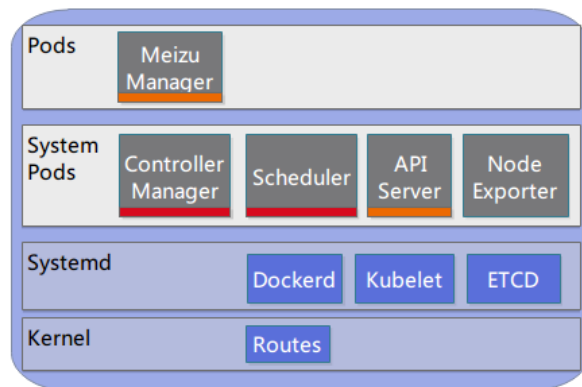 Pods
Meizu
Manager
System
Pods
Controller
Manager
Scheduler
API
Server
Node
Exporter
Systemd
Dockerd
Kubelet
ETCD
Kernel
Routes